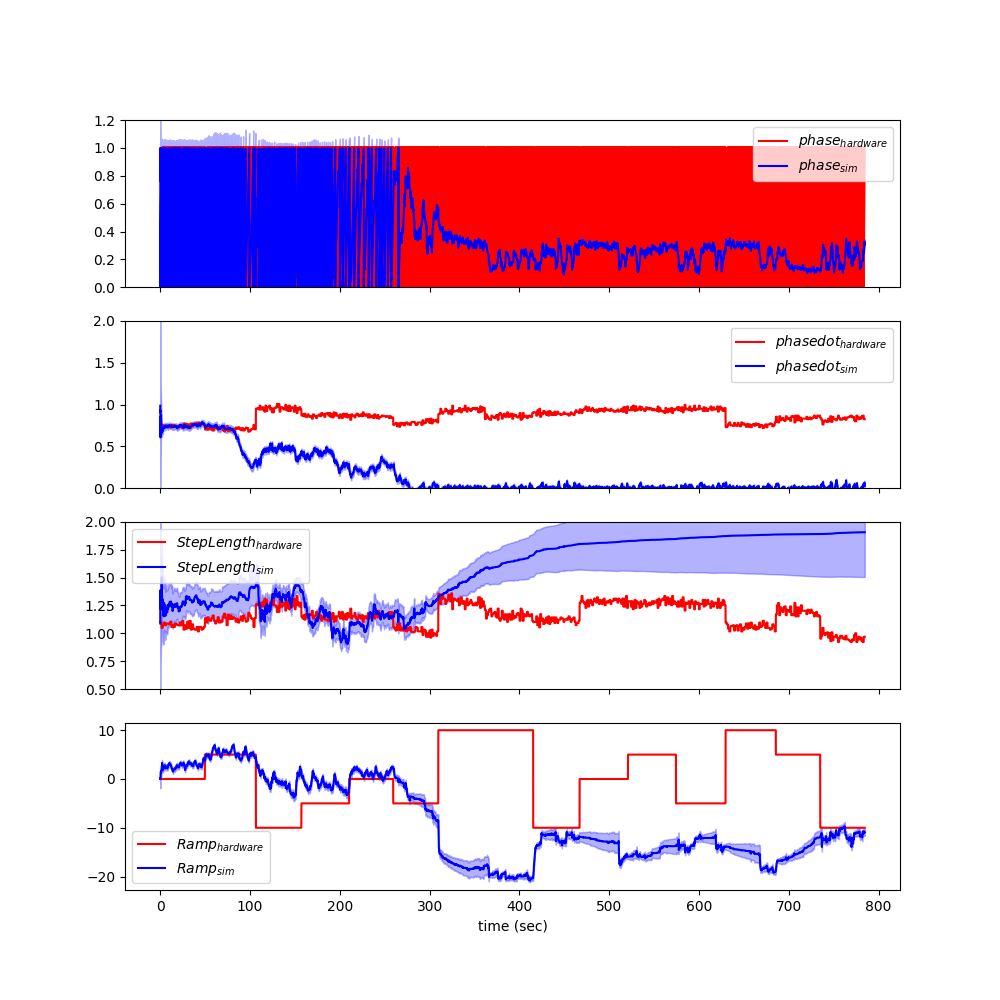 1.2
1.0
0.8
0.6
0.4
0.2
0.0
phase_hardware
phase_sim
2.0
1.5
1.0
0.5
0.0
phasedot_hardware
phasedot_sim
2.00
1.75
1.50
1.25
1.00
0.75
0.50
StepLength_hardware
StepLength_sim
10
0
−10
−20
Ramp_hardware
Ramp_sim
0 100 200 300 400 500 600 700 800
time (sec)